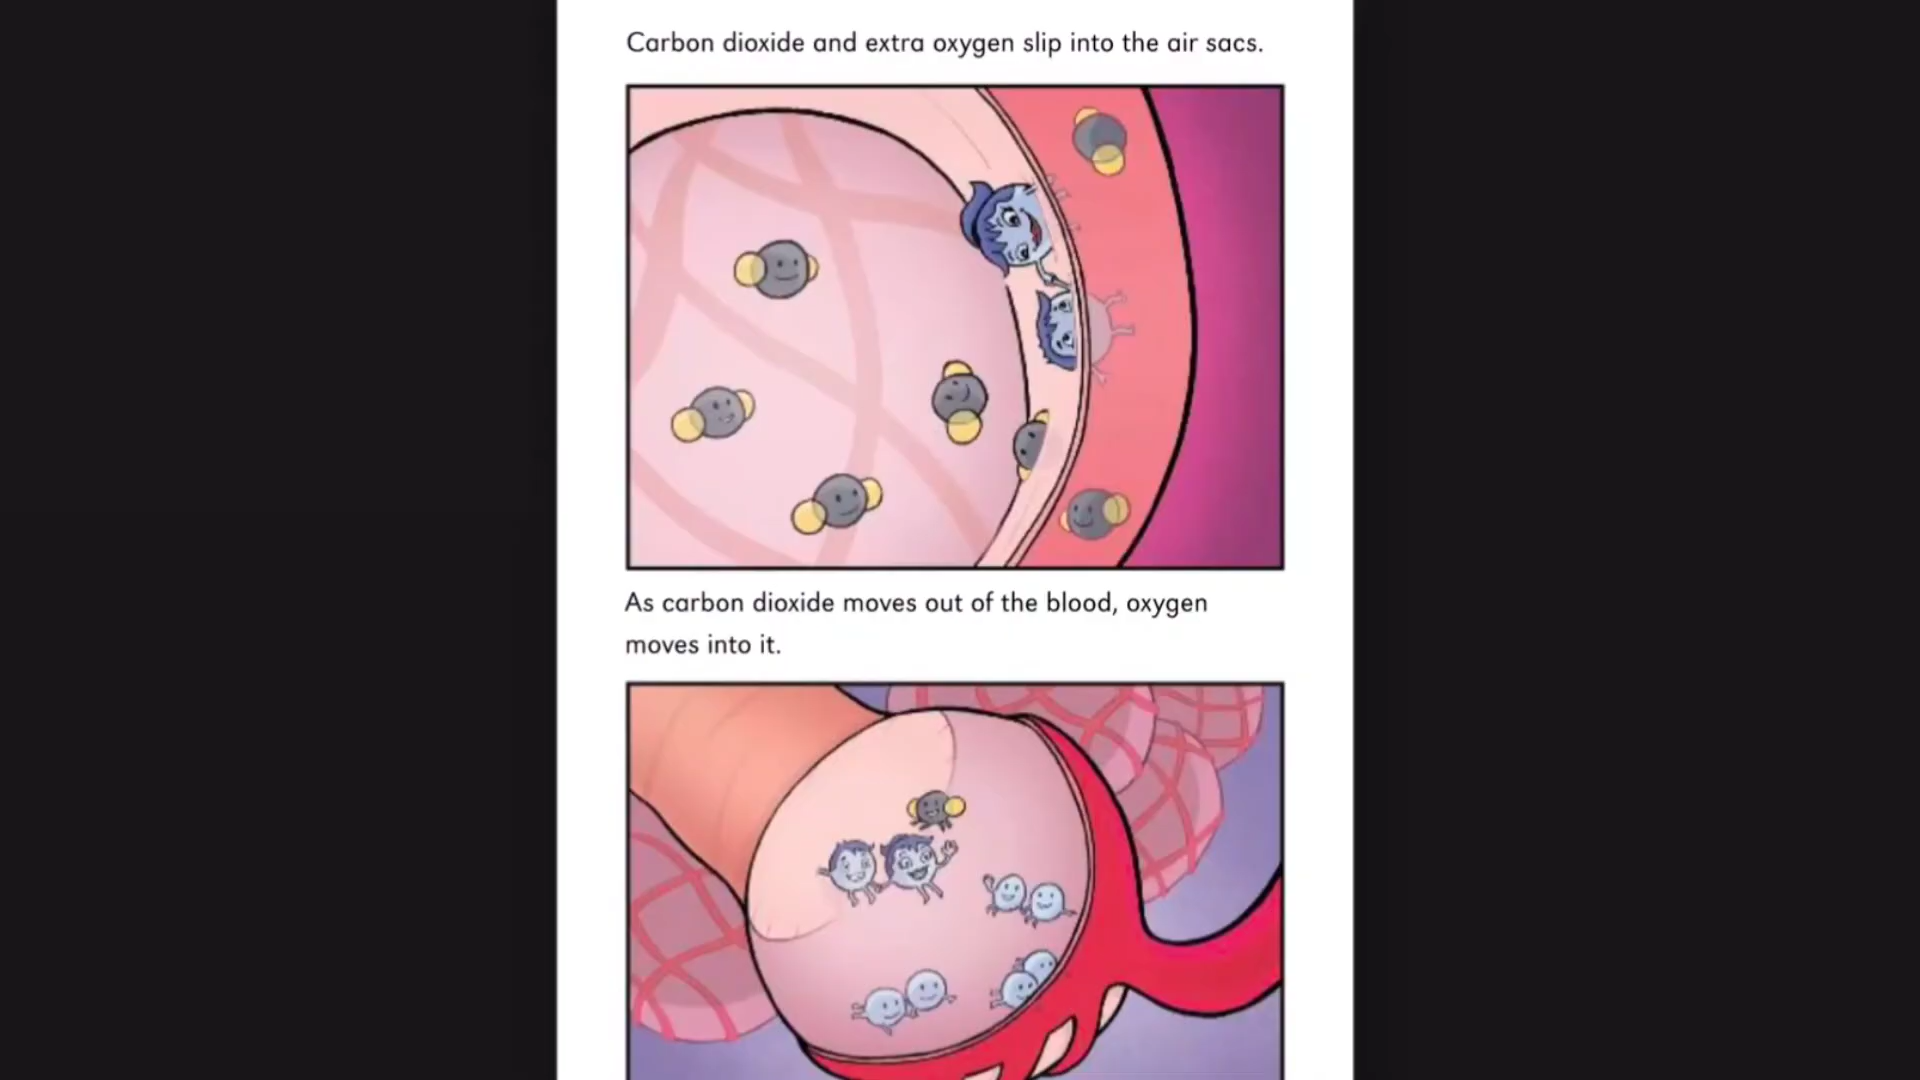 Carbon dioxide and extra oxygen slip into the air sacs.
As carbon dioxide moves out of the blood, oxygen
moves into it.